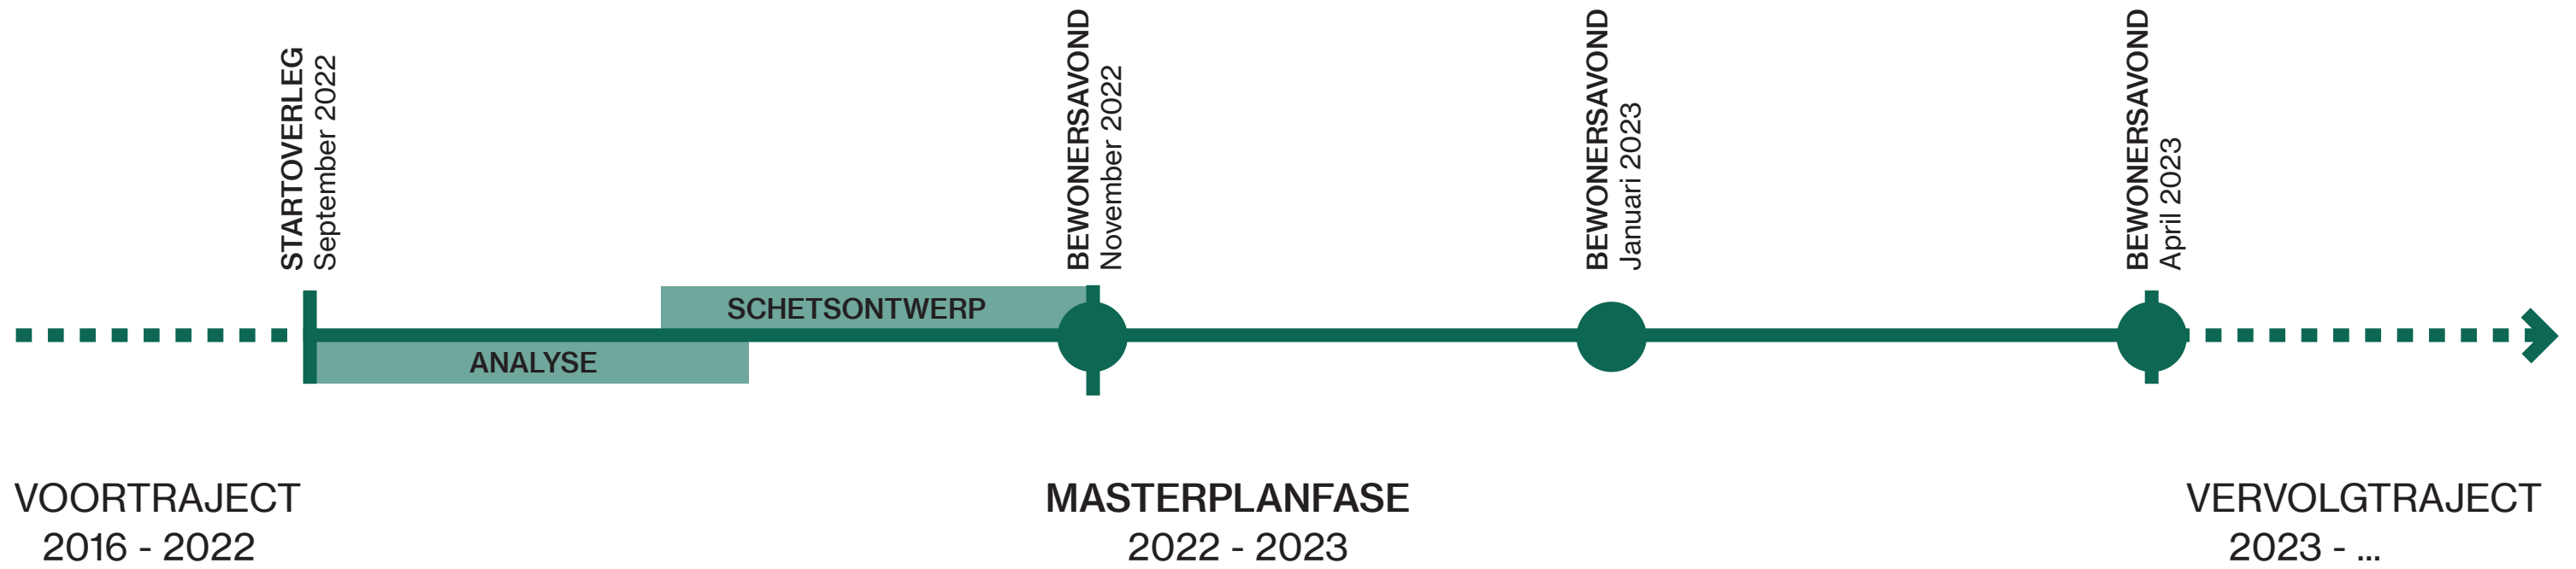 STARTOVERLEG
September 2022
BEWONERSAVOND
November 2022
BEWONERSAVOND
Januari 2023
BEWONERSAVOND
April 2023
SCHETSONTWERP
ANALYSE
VOORTRAJECT
2016 - 2022
MASTERPLANFASE
2022 - 2023
VERVOLGTRAJECT
2023 - ...